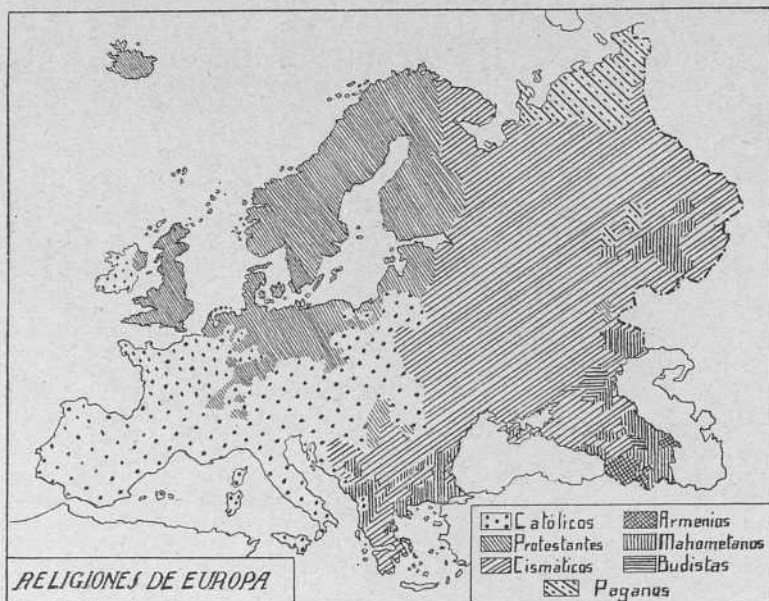 RELIGIONES DE EUROPA
Católicos
Protestantes
Cismáticos
Armenios
Mahometanos
Budistas
Paganos